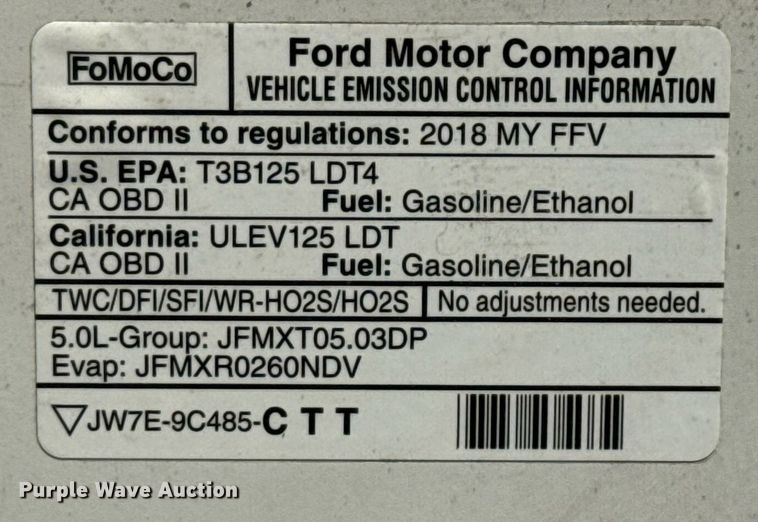 FoMoCo
Ford Motor Company
VEHICLE EMISSION CONTROL INFORMATION
Conforms to regulations: 2018 MY FFV
U.S. EPA: T3B125 LDT4
CA OBD II Fuel: Gasoline/Ethanol
California: ULEV125 LDT
CA OBD II Fuel: Gasoline/Ethanol
TWC/DFI/SFI/WR-HO2S/HO2S No adjustments needed.
5.0L-Group: JFMXT05.03DP
Evap: JFMXR0260NDV
▽JW7E-9C485-C T T
Purple Wave Auction